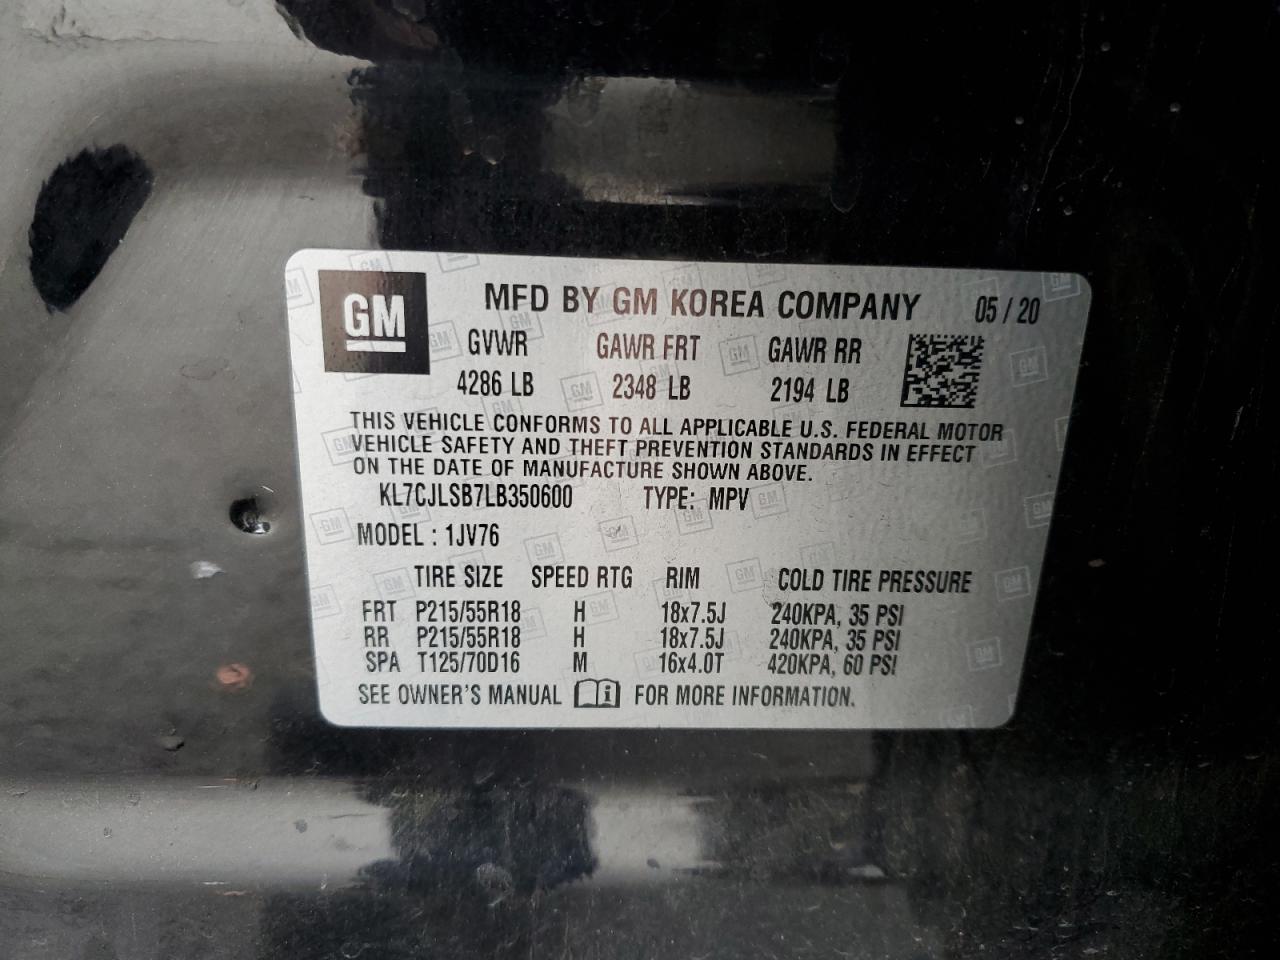 GM
MFD BY GM KOREA COMPANY 05 / 20
GVWR GAWR FRT GAWR RR
4286 LB 2348 LB 2194 LB
THIS VEHICLE CONFORMS TO ALL APPLICABLE U.S. FEDERAL MOTOR
VEHICLE SAFETY AND THEFT PREVENTION STANDARDS IN EFFECT
ON THE DATE OF MANUFACTURE SHOWN ABOVE.
KL7CJLSB7LB350600 TYPE: MPV
MODEL : 1JV76
TIRE SIZE SPEED RTG RIM COLD TIRE PRESSURE
FRT P215/55R18 H 18x7.5J 240KPA, 35 PSI
RR P215/55R18 H 18x7.5J 240KPA, 35 PSI
SPA T125/70D16 M 16x4.0T 420KPA, 60 PSI
SEE OWNER'S MANUAL i FOR MORE INFORMATION.